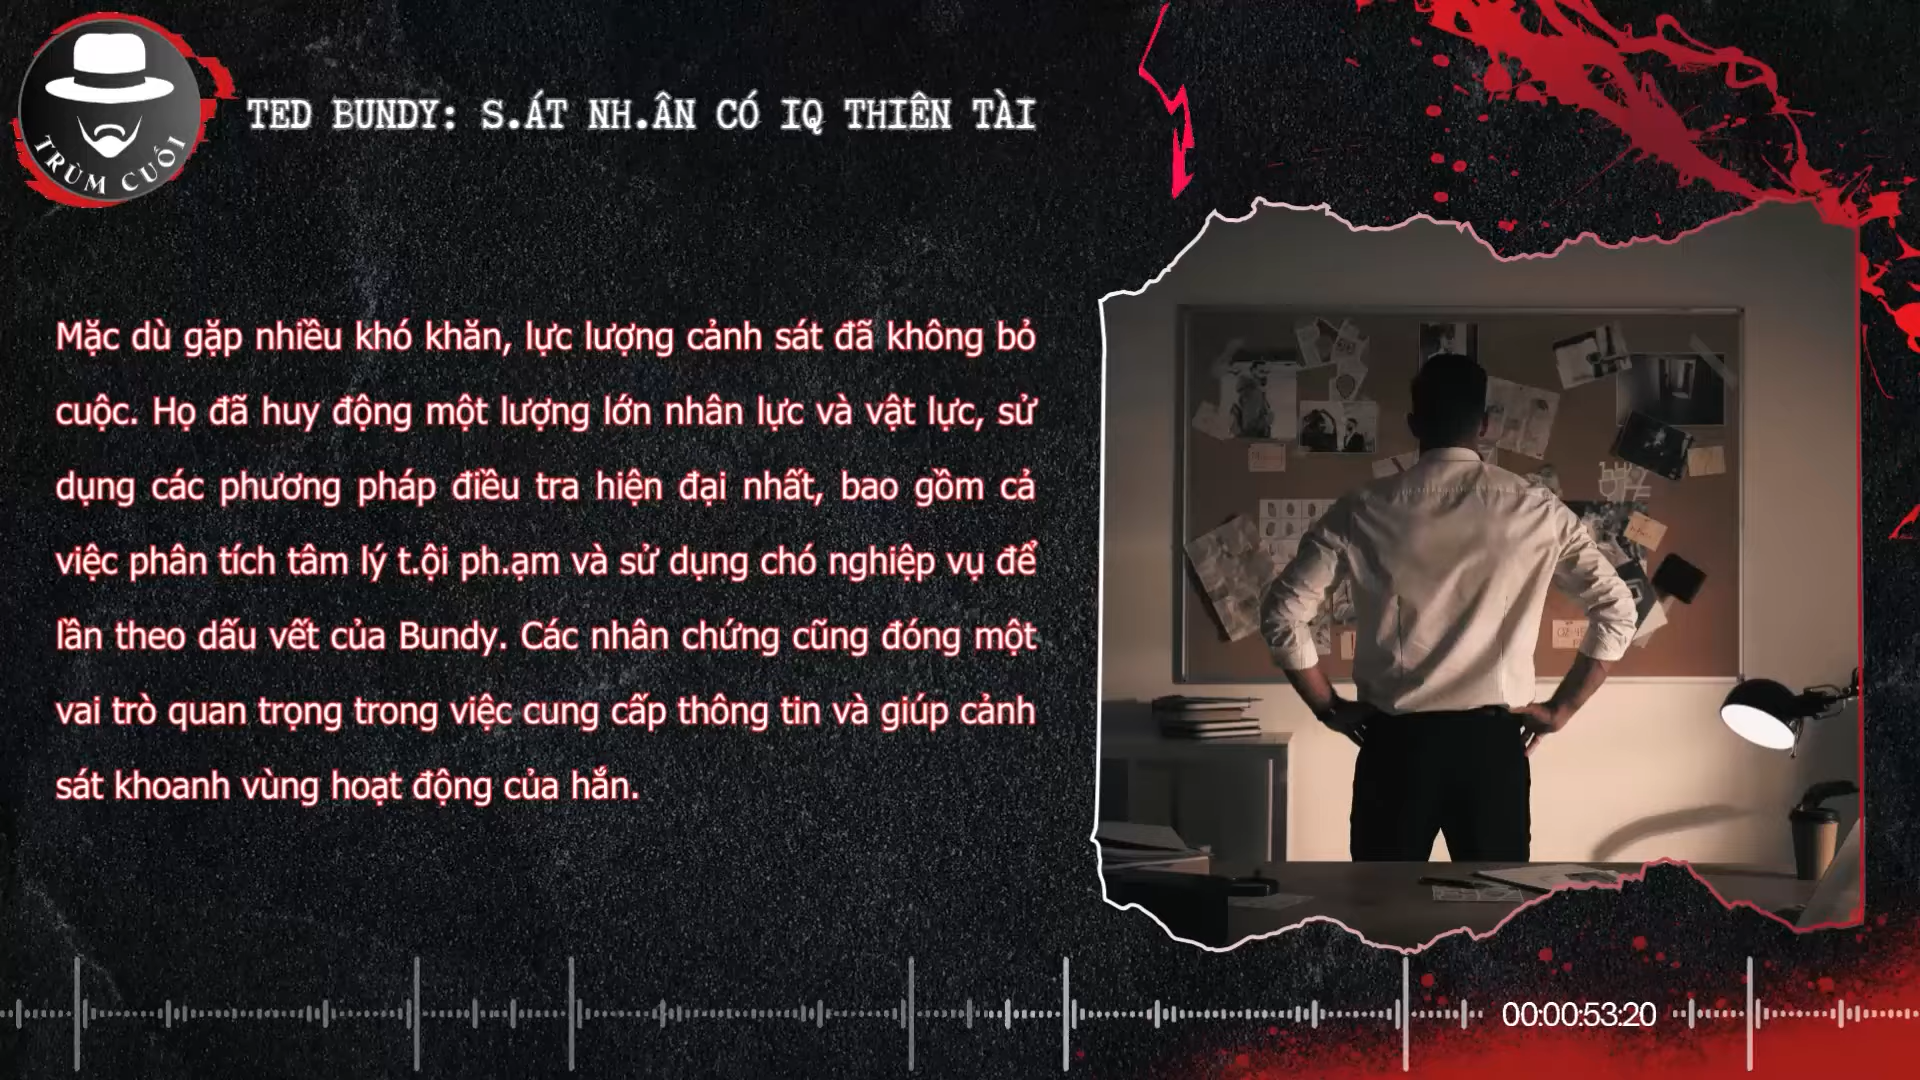 TRÙM CUỐI
TED BUNDY: S.ÁT NH.ÂN CÓ IQ THIÊN TÀI
Mặc dù gặp nhiều khó khăn, lực lượng cảnh sát đã không bỏ
cuộc. Họ đã huy động một lượng lớn nhân lực và vật lực, sử
dụng các phương pháp điều tra hiện đại nhất, bao gồm cả
việc phân tích tâm lý t.ội ph.ạm và sử dụng chó nghiệp vụ để
lần theo dấu vết của Bundy. Các nhân chứng cũng đóng một
vai trò quan trọng trong việc cung cấp thông tin và giúp cảnh
sát khoanh vùng hoạt động của hắn.
00:00:53:20